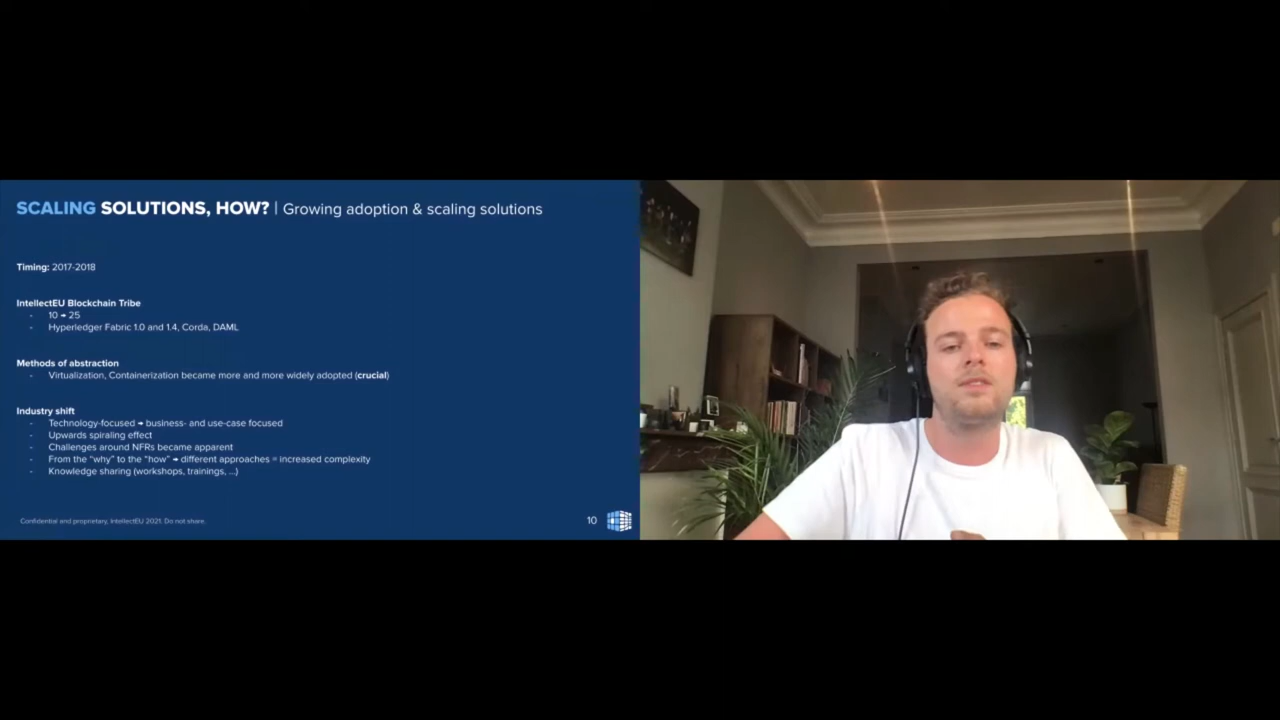 SCALING SOLUTIONS, HOW? | Growing adoption & scaling solutions
Timing: 2017-2018
IntellectEU Blockchain Tribe
- 10 → 25
- Hyperledger Fabric 1.0 and 1.4, Corda, DAML
Methods of abstraction
- Virtualization, Containerization became more and more widely adopted (crucial)
Industry shift
- Technology-focused → business- and use-case focused
- Upwards spiraling effect
- Challenges around NFRs became apparent
- From the “why” to the “how” → different approaches = increased complexity
- Knowledge sharing (workshops, trainings, ...)
Confidential and proprietary, IntellectEU 2021. Do not share.
10